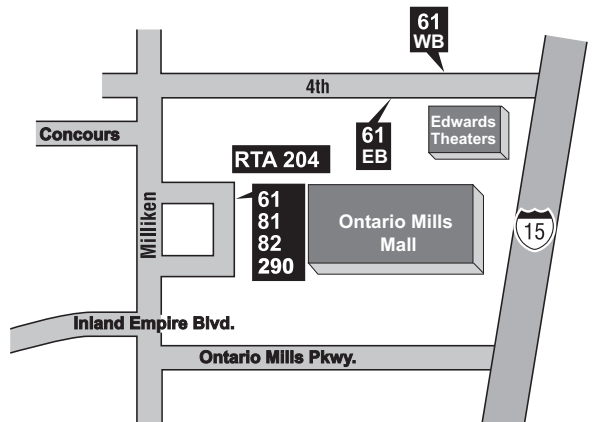 61
WB
4th
61
EB
Edwards
Theaters
Concours
RTA 204
61
81
82
290
Ontario Mills
Mall
Milliken
15
Inland Empire Blvd.
Ontario Mills Pkwy.